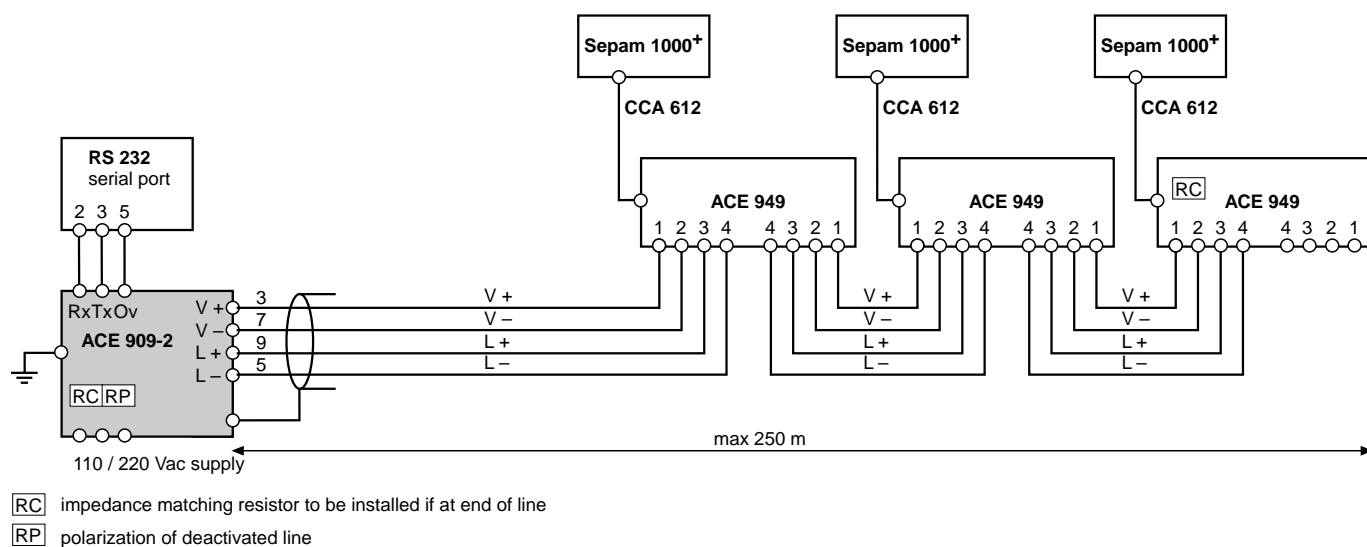 Sepam 1000+ Sepam 1000+ Sepam 1000+
CCA 612 CCA 612 CCA 612
RS 232
serial port
2 3 5
RC
ACE 949 ACE 949 ACE 949
1 2 3 4 4 3 2 1 1 2 3 4 4 3 2 1 1 2 3 4 4 3 2 1
RxTxOv
ACE 909-2
V + 3 V + V + V +
V – 7 V – V – V –
L + 9 L + L + L +
L – 5 L – L – L –
RC RP
max 250 m
110 / 220 Vac supply
RC impedance matching resistor to be installed if at end of line
RP polarization of deactivated line